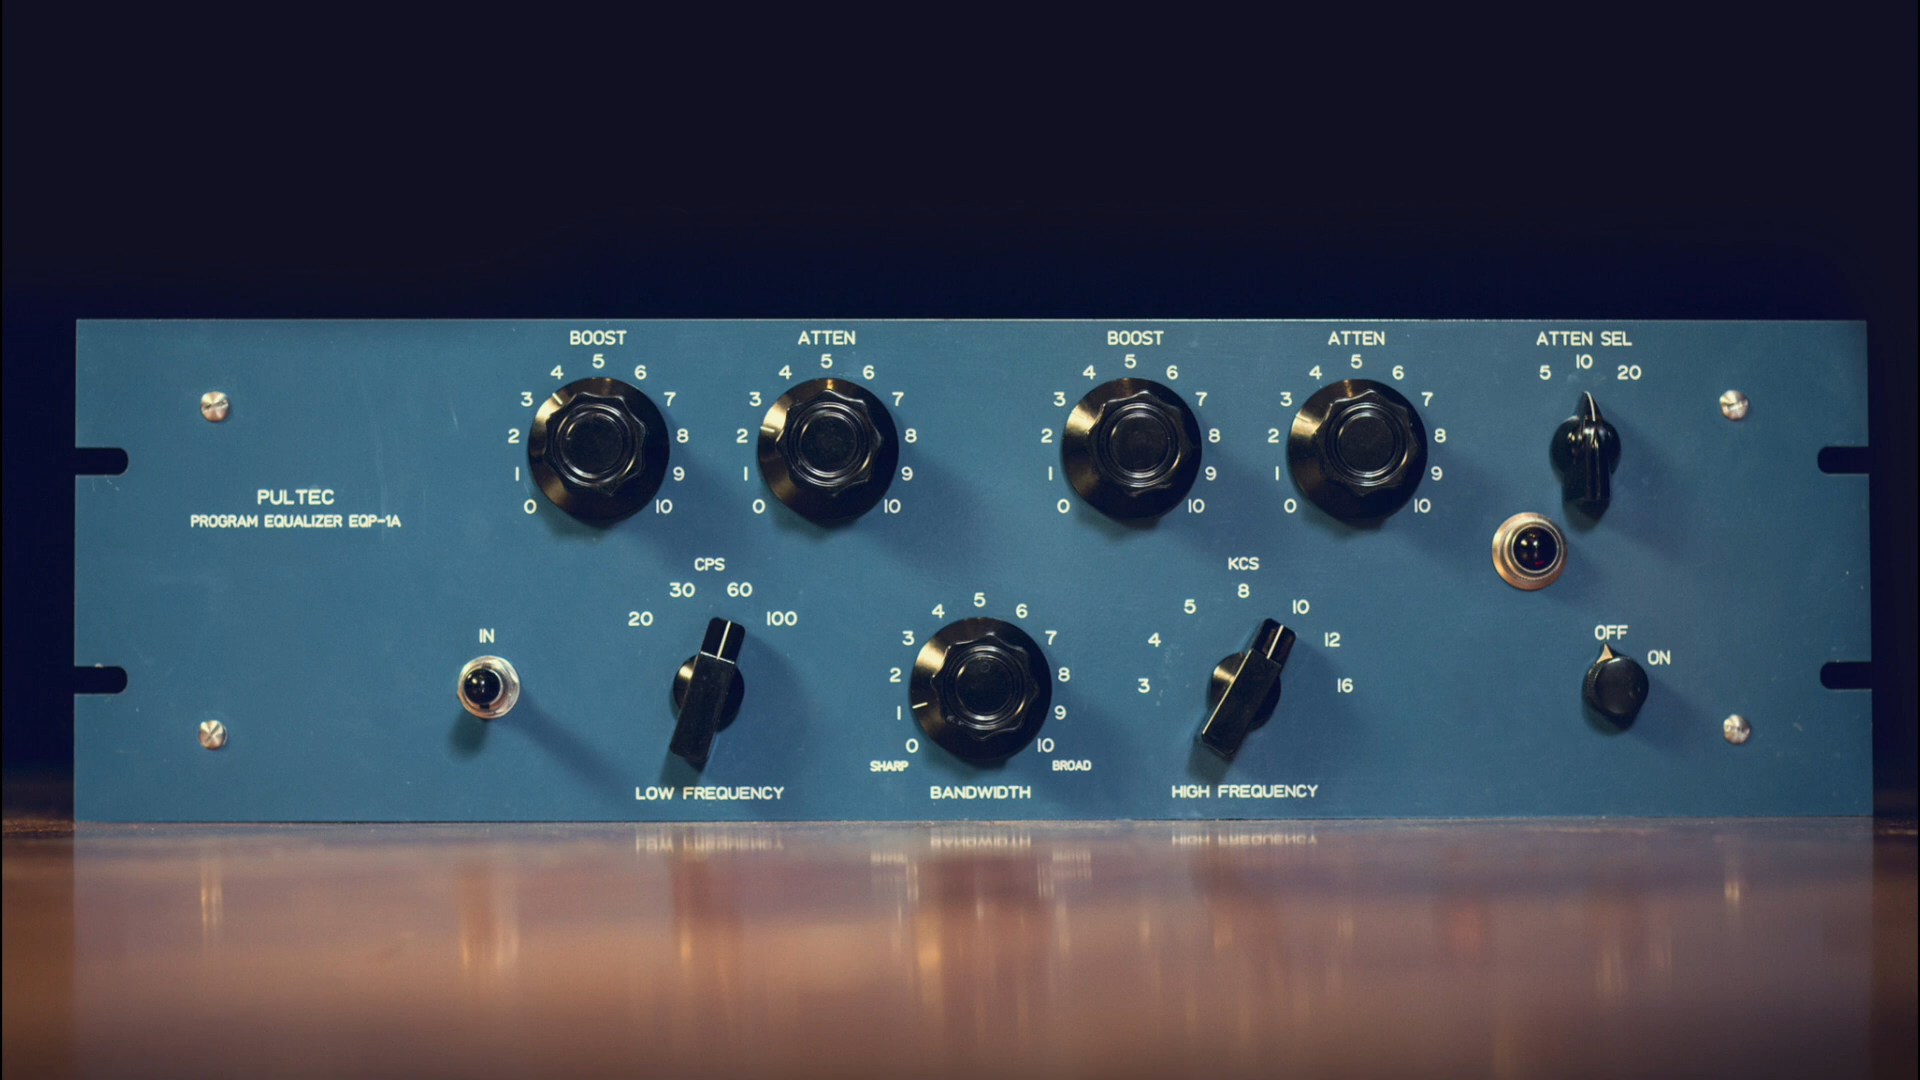 BOOST
5
4 6
3 7
2 8
1 9
0 10
ATTEN
5
4 6
3 7
2 8
1 9
0 10
BOOST
5
4 6
3 7
2 8
1 9
0 10
ATTEN
5
4 6
3 7
2 8
1 9
0 10
ATTEN SEL
5 10 20
PULTEC
PROGRAM EQUALIZER EQP-1A
IN
CPS
30 60
20 100
LOW FREQUENCY
5
4 6
3 7
2 8
1 9
0 10
SHARP BROAD
BANDWIDTH
KCS
8
5 10
4 12
3 16
HIGH FREQUENCY
OFF
ON